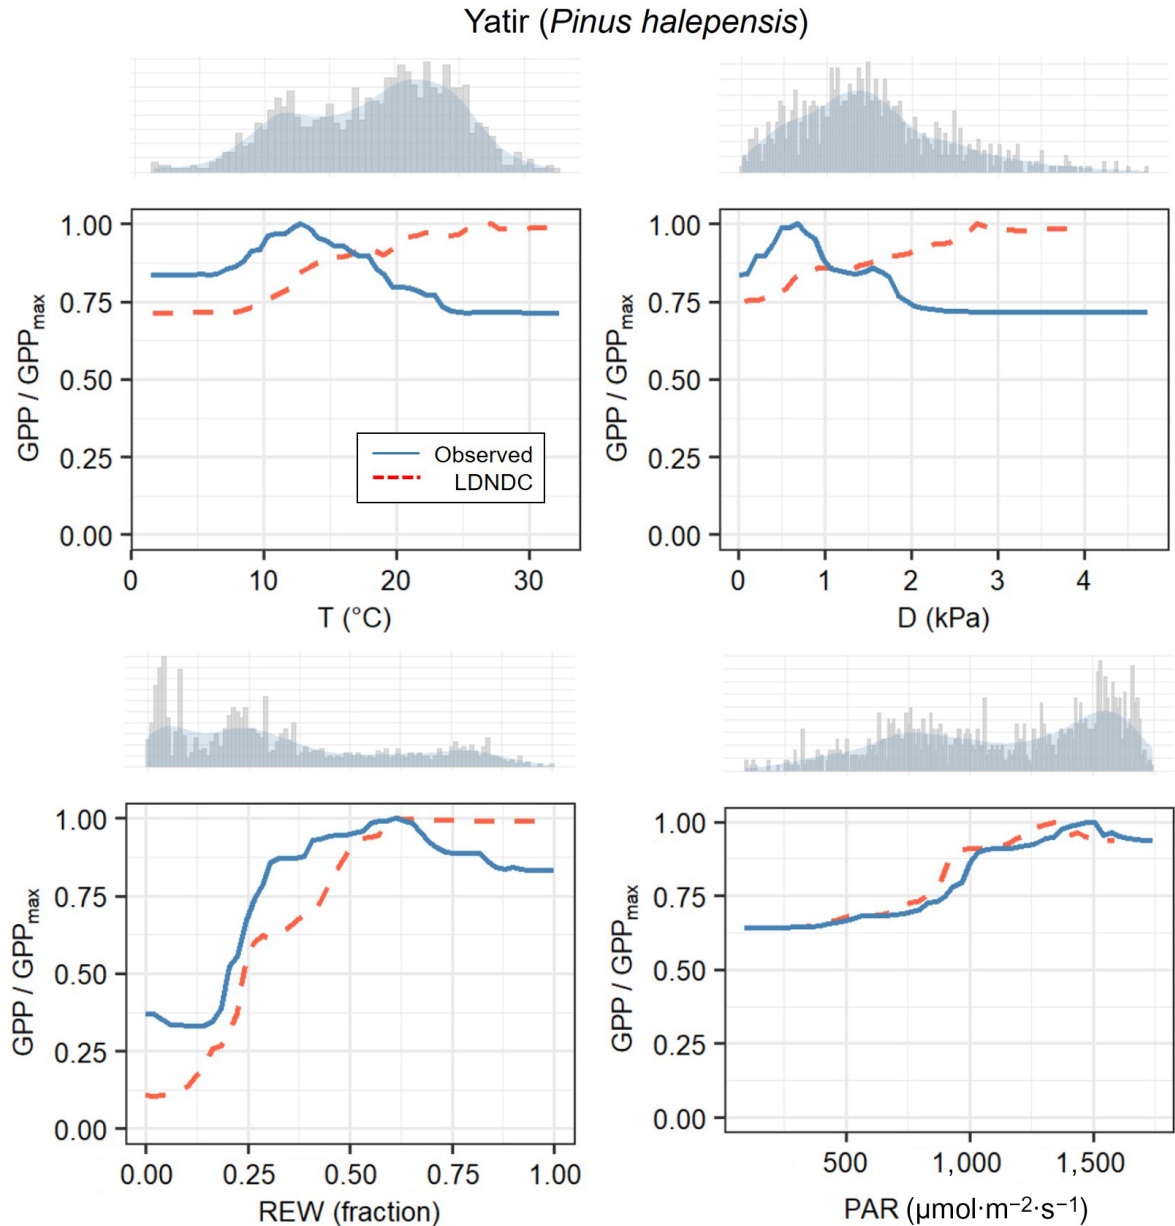 Yatir (Pinus halepensis)
GPP / GPPmax
1.00
0.75
0.50
0.25
0.00
Observed
LDNDC
0 10 20 30
T (°C)
GPP / GPPmax
1.00
0.75
0.50
0.25
0.00
0 1 2 3 4
D (kPa)
GPP / GPPmax
1.00
0.75
0.50
0.25
0.00
0.00 0.25 0.50 0.75 1.00
REW (fraction)
GPP / GPPmax
1.00
0.75
0.50
0.25
0.00
500 1,000 1,500
PAR (µmol·m⁻²·s⁻¹)